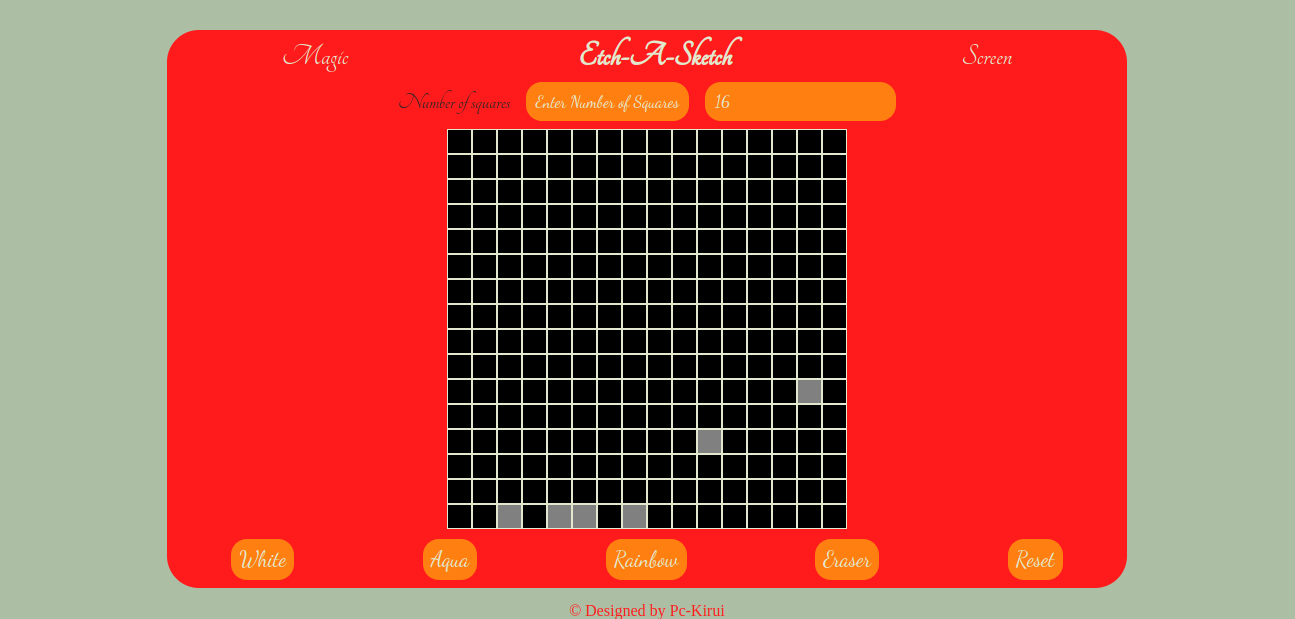 Magic Etch-A-Sketch Screen
Number of squares Enter Number of Squares 16
White Aqua Rainbow Eraser Reset
© Designed by Pc-Kirui